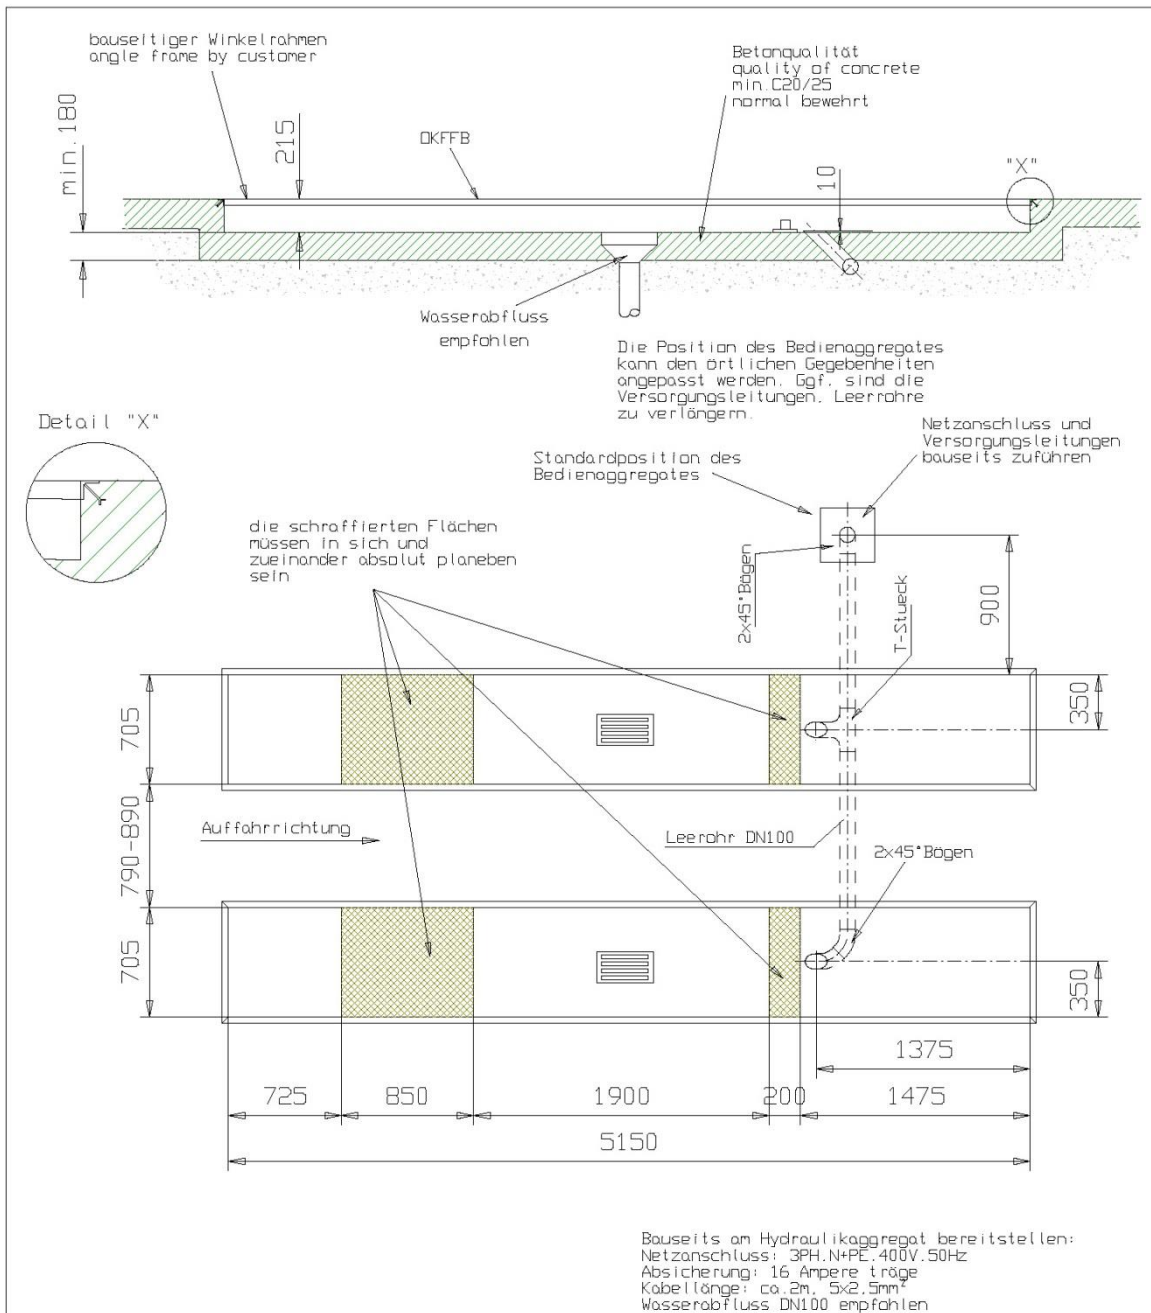 bauseitiger Winkelrahmen
angle frame by customer
Betonqualität
quality of concrete
min.C20/25
normal bewehrt
min.180
215
OKFFB
10
"X"
Wasserabfluss
empfohlen
Die Position des Bedienaggregates
kann den örtlichen Gegebenheiten
angepasst werden. Ggf. sind die
Versorgungsleitungen, Leerrohre
zu verlängern.
Detail "X"
Netzanschluss und
Versorgungsleitungen
bauseits zuführen
Standardposition des
Bedienaggregates
die schraffierten Flächen
müssen in sich und
zueinander absolut planeben
sein
2x45°Bögen
T-Stueck
900
705
350
790-890
Auffahrrichtung
Leerohr DN100
2x45°Bögen
705
350
1375
725
850
1900
200
1475
5150
Bauseits am Hydraulikaggregat bereitstellen:
Netzanschluss: 3PH.N+PE.400V.50Hz
Absicherung: 16 Ampere träge
Kabellänge: ca.2m, 5x2,5mm²
Wasserabfluss DN100 empfohlen